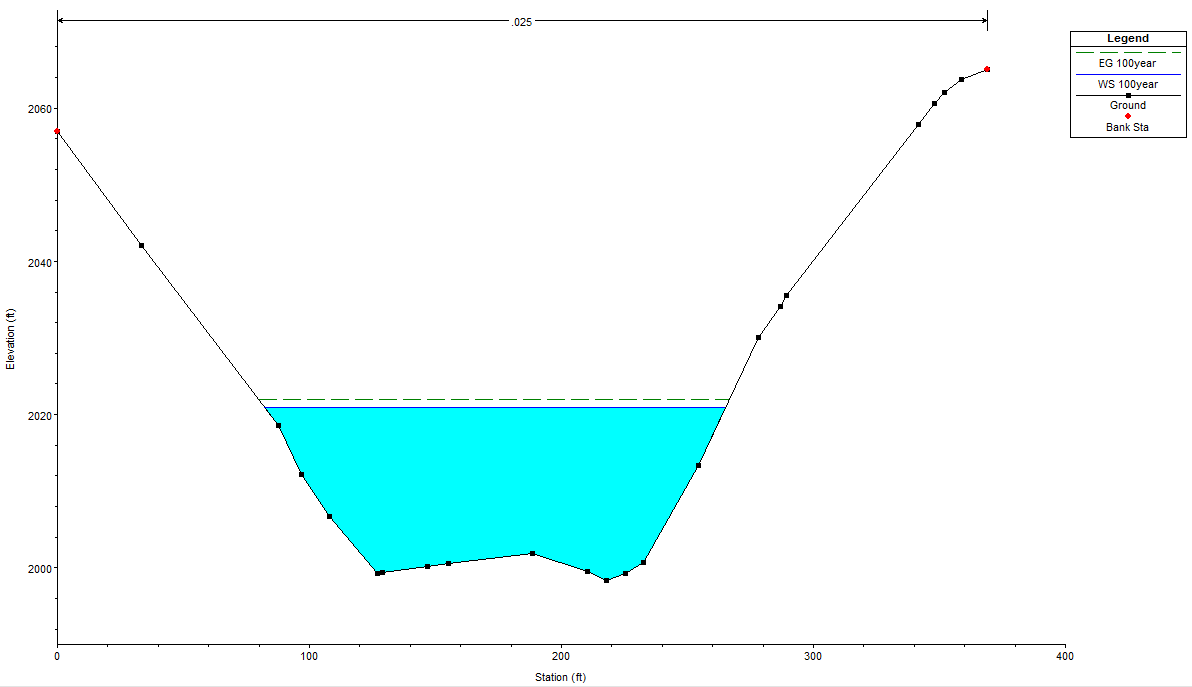 .025
Legend
EG 100year
WS 100year
Ground
Bank Sta
2060
2040
2020
2000
Elevation (ft)
0 100 200 300 400
Station (ft)